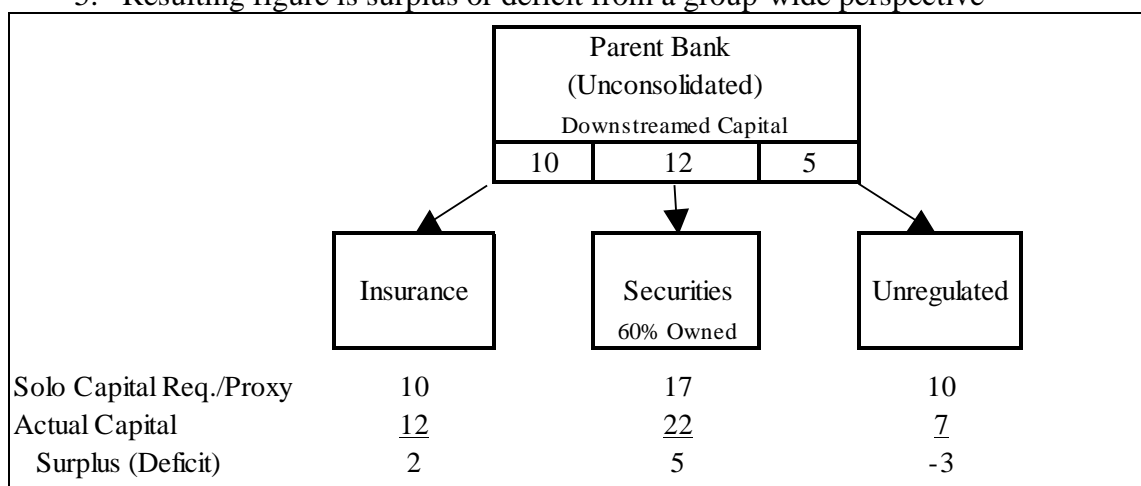 5. Resulting figure is surplus or deficit from a group-wide perspective
Parent Bank
(Unconsolidated)
Downstreamed Capital
10 12 5
Insurance Securities Unregulated
60% Owned
Solo Capital Req./Proxy 10 17 10
Actual Capital 12 22 7
Surplus (Deficit) 2 5 -3